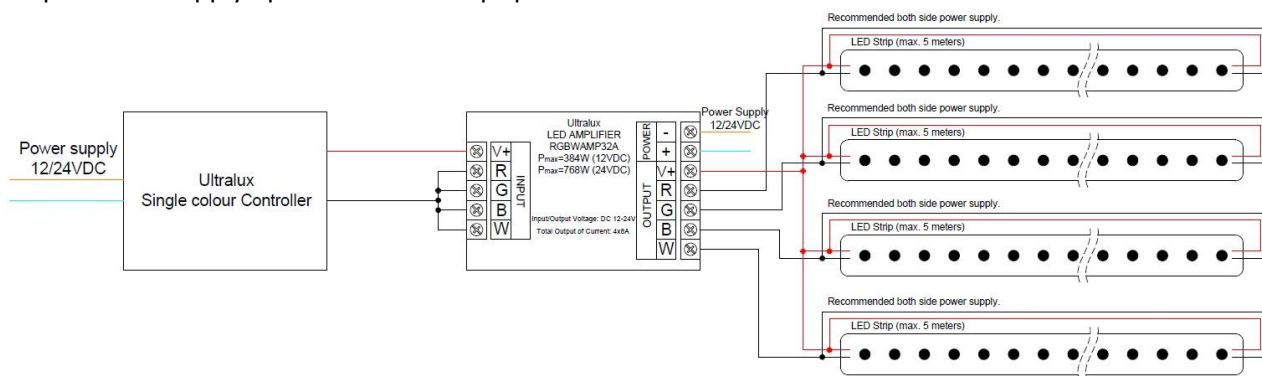 Power supply
12/24VDC
Ultralux
Single colour Controller
V+
R
G
B
W
INPUT
Ultralux
LED AMPLIFIER
RGBWAMP32A
Pmax=384W (12VDC)
Pmax=768W (24VDC)
Input/Output Voltage: DC 12-24V
Total Output of Current: 4x8A
POWER
-
+
OUTPUT
V+
R
G
B
W
Power Supply
12/24VDC
Recommended both side power supply.
LED Strip (max. 5 meters)
Recommended both side power supply.
LED Strip (max. 5 meters)
Recommended both side power supply.
LED Strip (max. 5 meters)
Recommended both side power supply.
LED Strip (max. 5 meters)